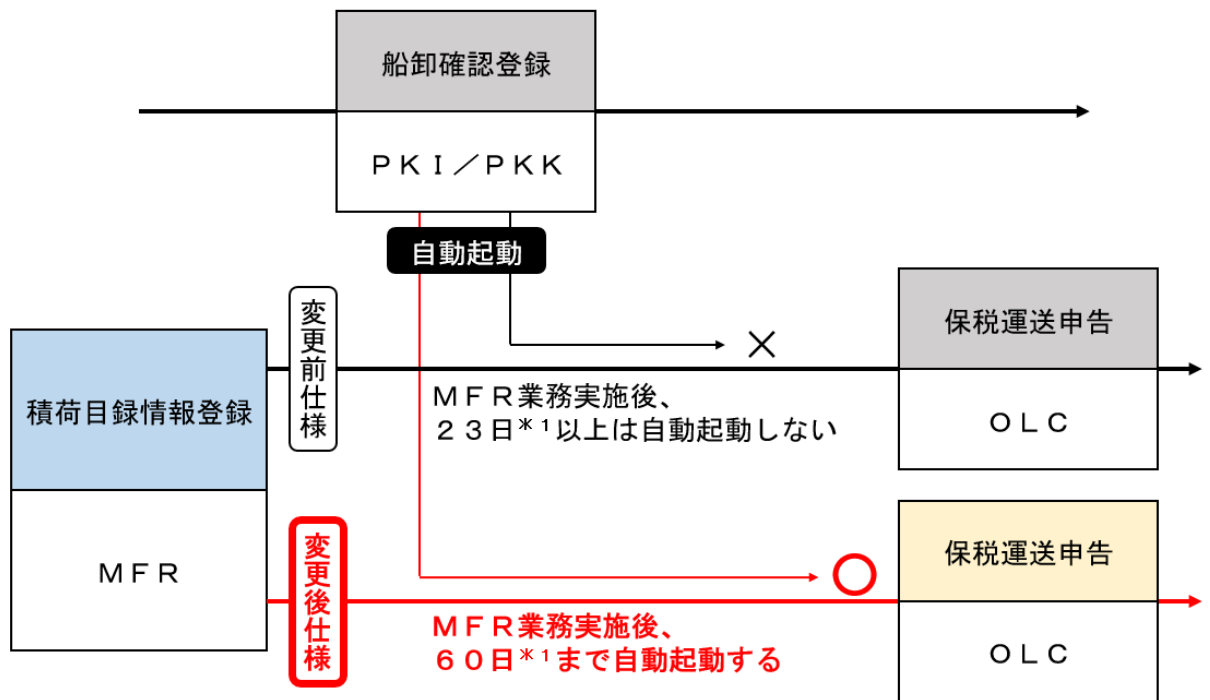 船卸確認登録
ＰＫＩ／ＰＫＫ
自動起動
変更前仕様
×
保税運送申告
積荷目録情報登録
ＭＦＲ業務実施後、
２３日※１以上は自動起動しない
ＯＬＣ
ＭＦＲ
変更後仕様
保税運送申告
ＭＦＲ業務実施後、
６０日※１まで自動起動する
ＯＬＣ